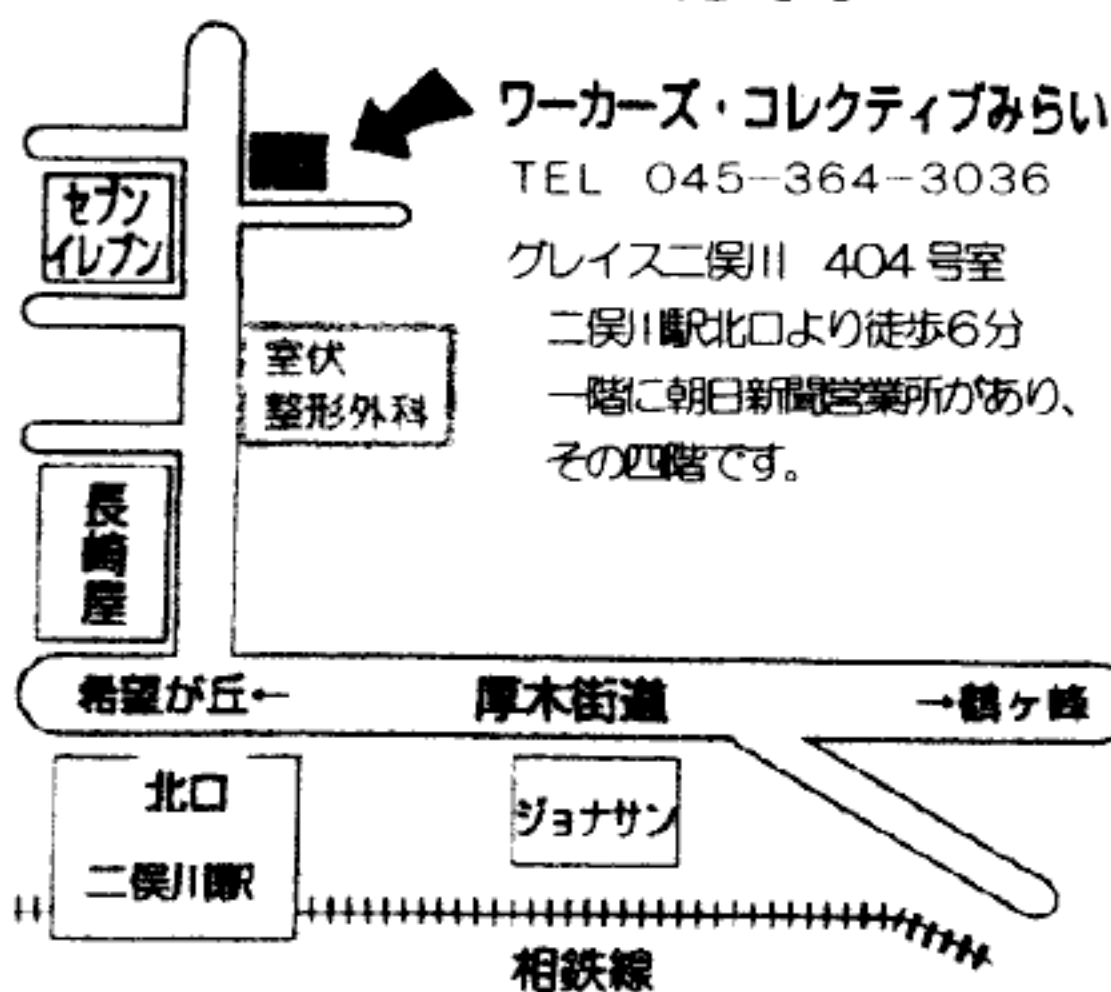 ワーカーズ・コレクティブみらい
TEL 045-364-3036
グレイス二俣川 404号室
二俣川駅北口より徒歩6分
一階に朝日新聞営業所があり、
その四階です。
セブン
イレブン
室伏
整形外科
長崎屋
希望が丘←
厚木街道
→鶴ヶ峰
北口
二俣川駅
ジョナサン
相鉄線